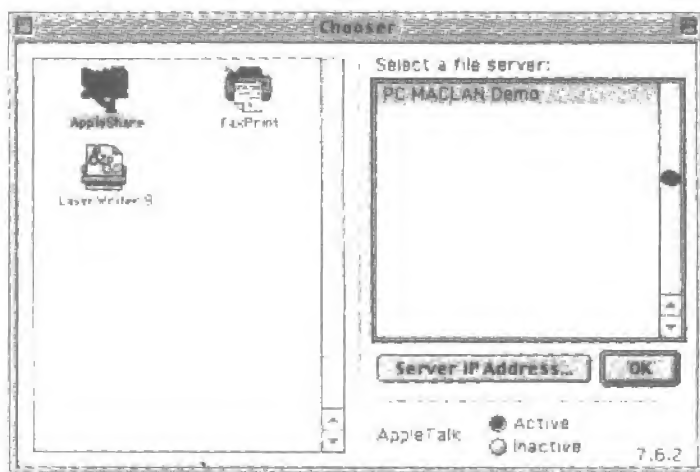 Chooser
AppleShare
FaxPrint
LaserWriter 8
Select a file server:
PC MACLAN Demo
Server IP Address...
OK
AppleTalk
Active
Inactive
7.6.2